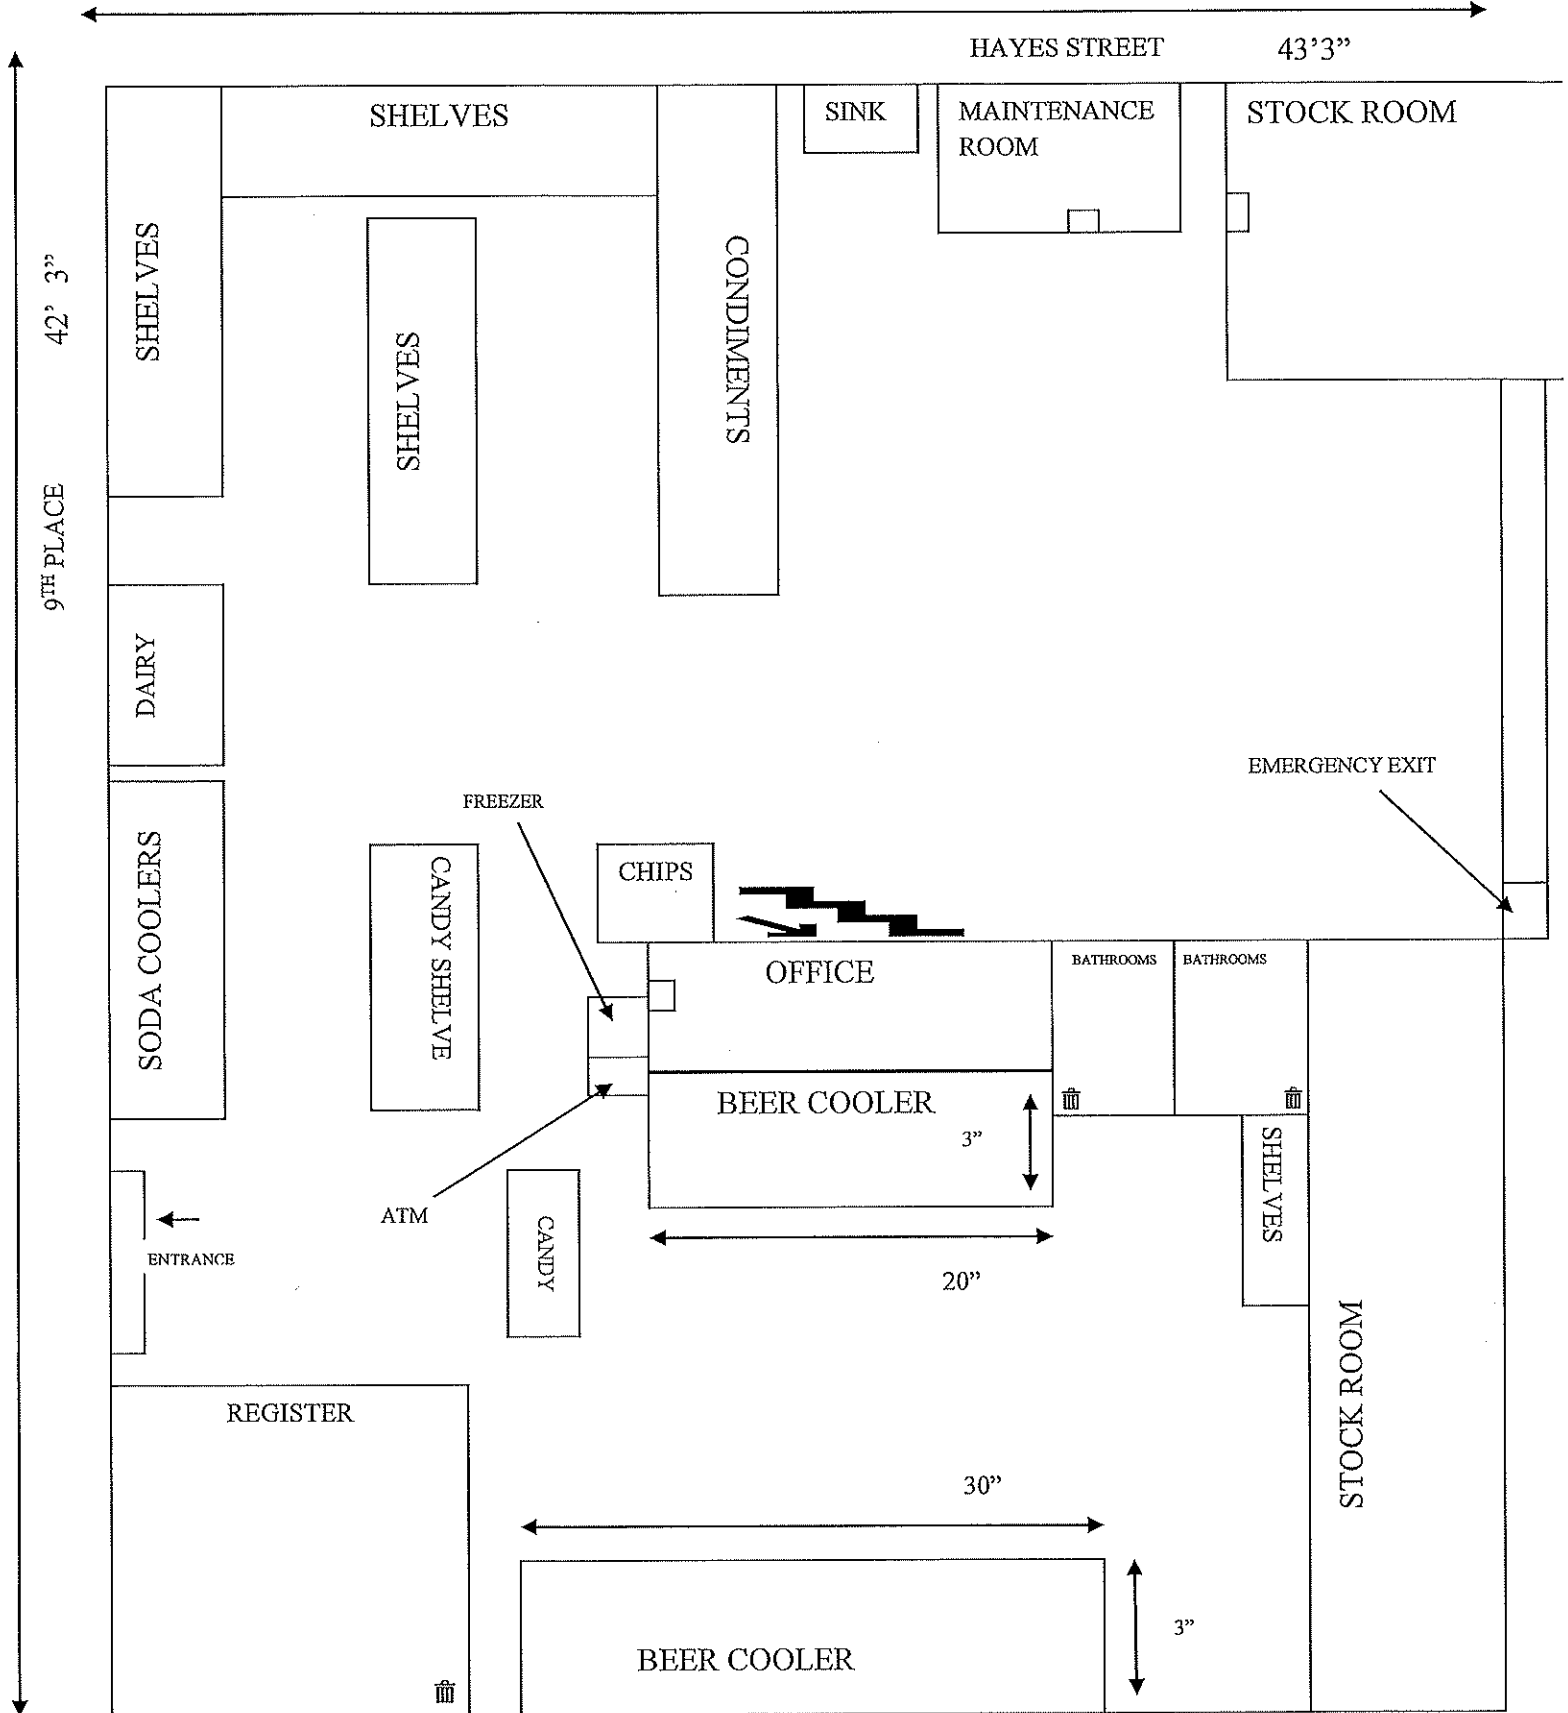 HAYES STREET 43'3”
SHELVES
SINK
MAINTENANCE
ROOM
STOCK ROOM
SHELVES
42’ 3”
SHELVES
CONDIMENTS
9TH PLACE
DAIRY
EMERGENCY EXIT
FREEZER
SODA COOLERS
CANDY SHELVE
CHIPS
OFFICE
BATHROOMS
BATHROOMS
BEER COOLER
3”
SHELVES
ATM
CANDY
ENTRANCE
20”
STOCK ROOM
REGISTER
30”
3”
BEER COOLER